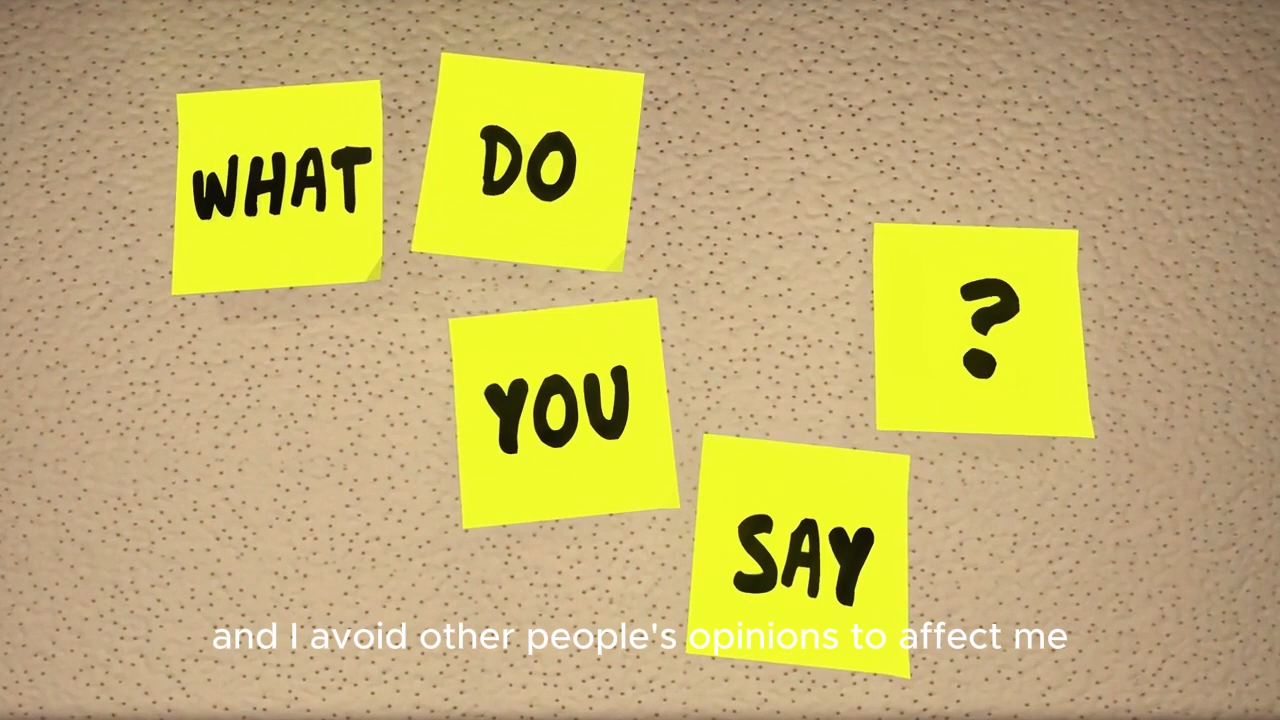 WHAT
DO
YOU
SAY
?
and I avoid other people's opinions to affect me